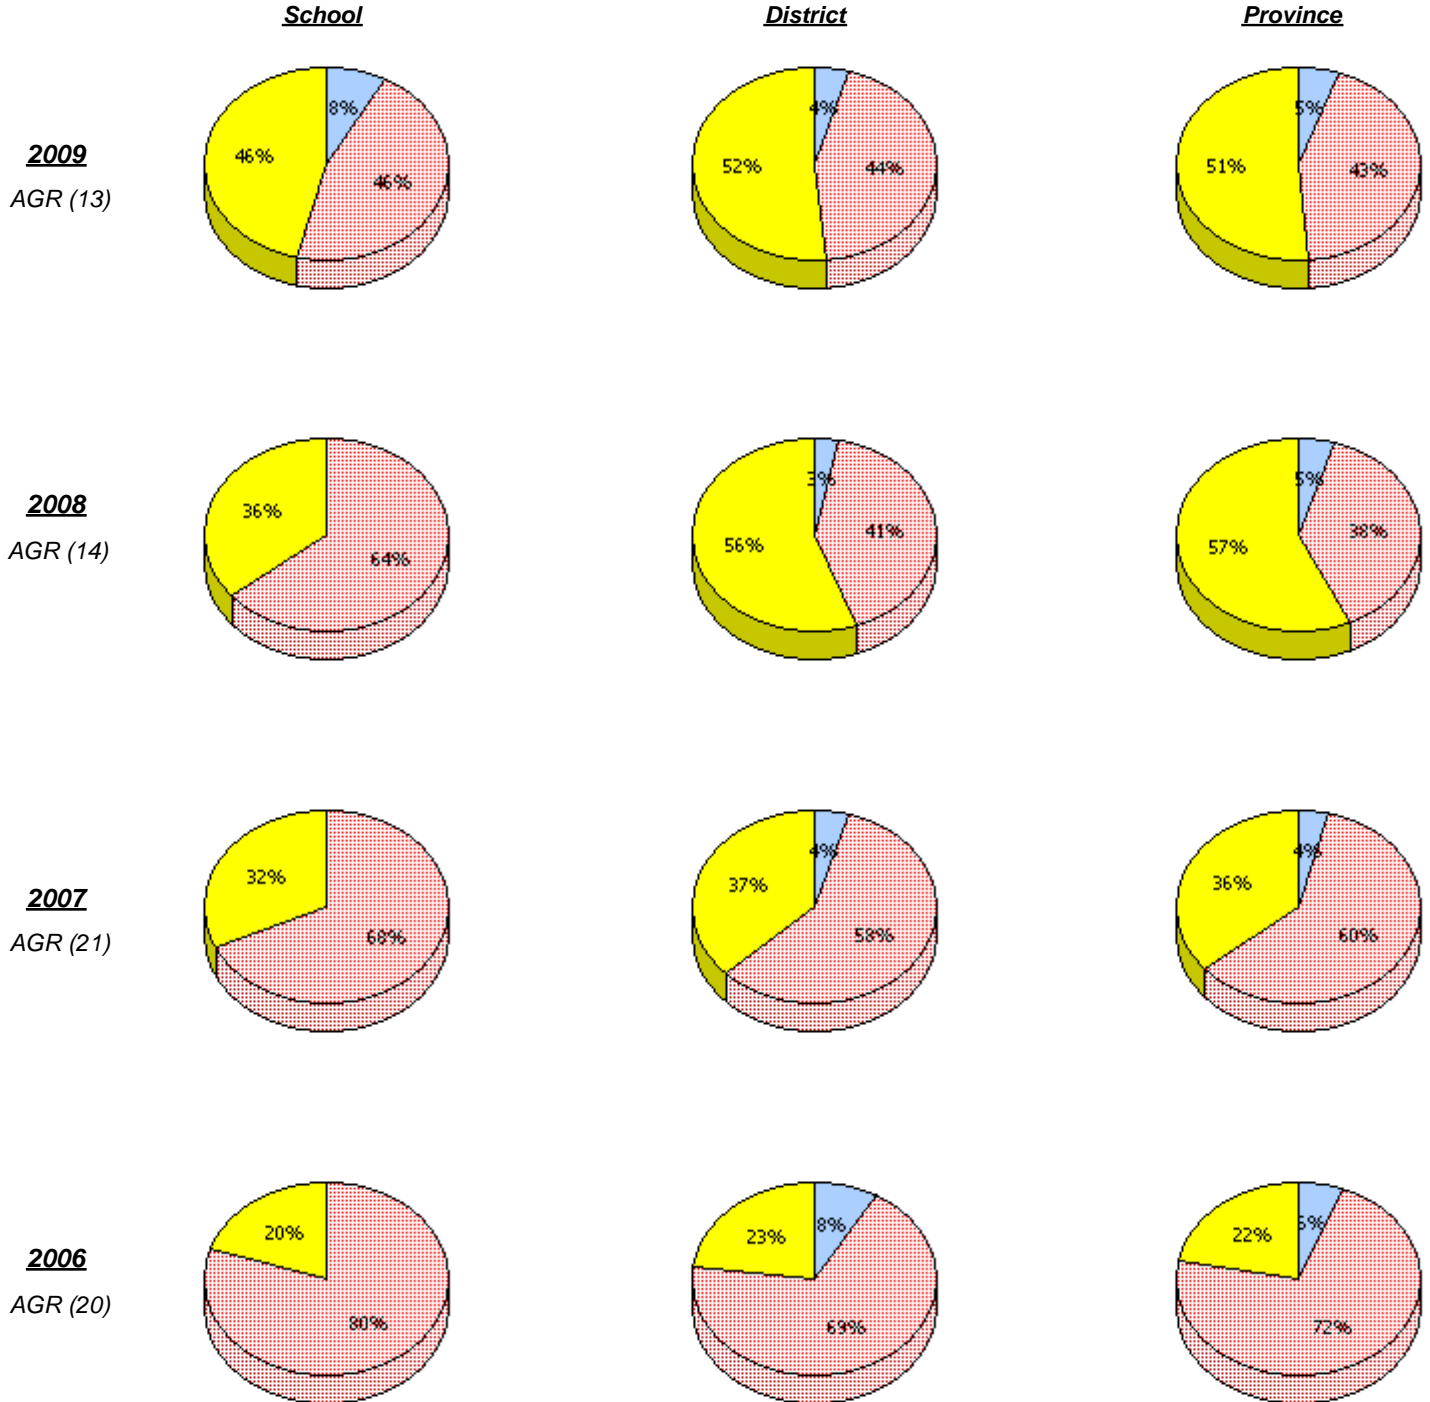 School District Province
8% 4% 5%
2009 46% 52% 51%
46% 44% 43%
AGR (13)
3% 5%
2008 36% 56% 41% 57% 38%
AGR (14) 64%
4% 4%
2007 32% 37% 36%
AGR (21) 68% 58% 60%
20% 23% 8% 22%
2006
AGR (20) 80% 69% 72%